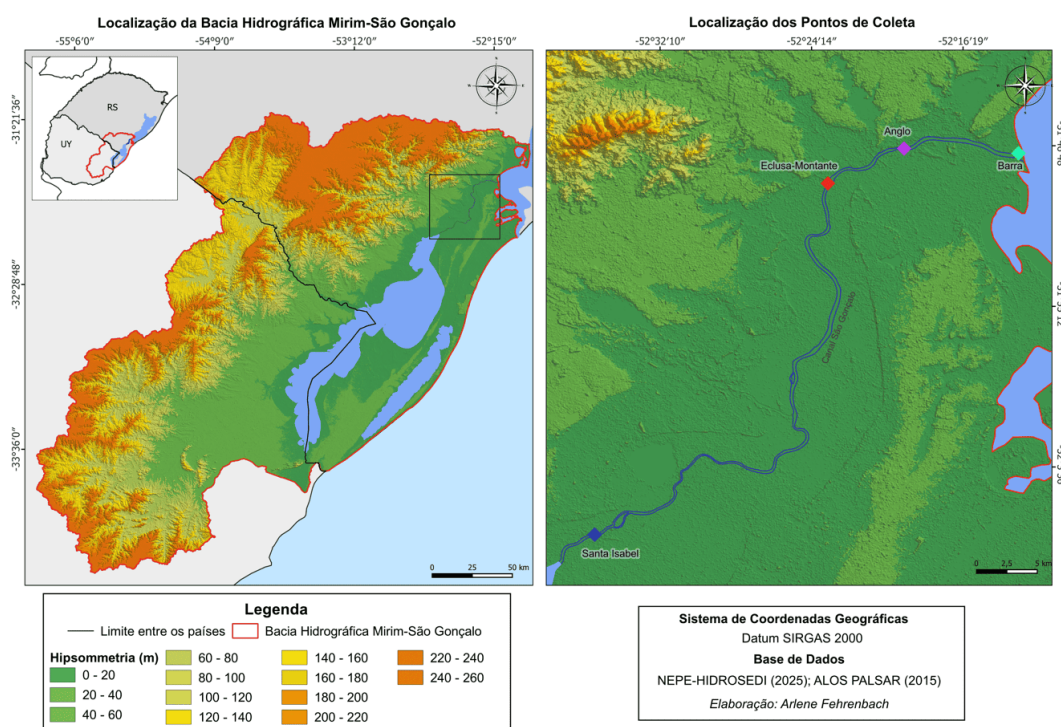 Localização da Bacia Hidrográfica Mirim-São Gonçalo
-55°6'0 -54°9'0 -53°12'0 -52°15'0
-31°21'36
-32°28'48
-33°36'0
RS
UY
0 25 50 km
Localização dos Pontos de Coleta
-52°32'10 -52°24'14 -52°16'19
Anglo
Eclusa-Montante
Barra
Canal São Gonçalo
Santa Isabel
0 2,5 5 km
Legenda
Limite entre os países Bacia Hidrográfica Mirim-São Gonçalo
Hipsommetria (m)
0 - 20
20 - 40
40 - 60
60 - 80
80 - 100
100 - 120
120 - 140
140 - 160
160 - 180
180 - 200
200 - 220
220 - 240
240 - 260
Sistema de Coordenadas Geográficas
Datum SIRGAS 2000
Base de Dados
NEPE-HIDROSEDI (2025); ALOS PALSAR (2015)
Elaboração: Arlene Fehrenbach